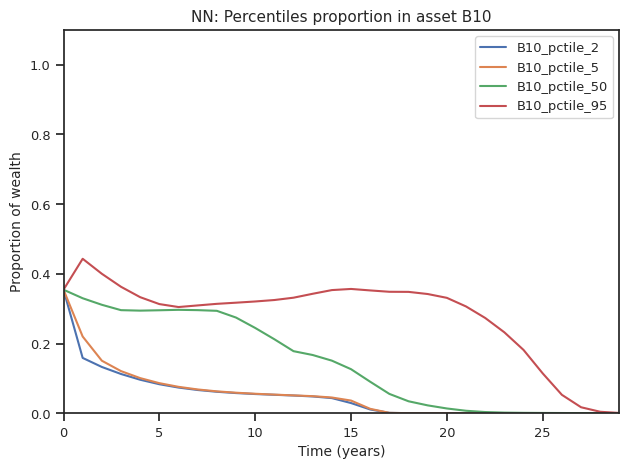 NN: Percentiles proportion in asset B10
B10_pctile_2
B10_pctile_5
B10_pctile_50
B10_pctile_95
Proportion of wealth
1.0
0.8
0.6
0.4
0.2
0.0
0 5 10 15 20 25
Time (years)